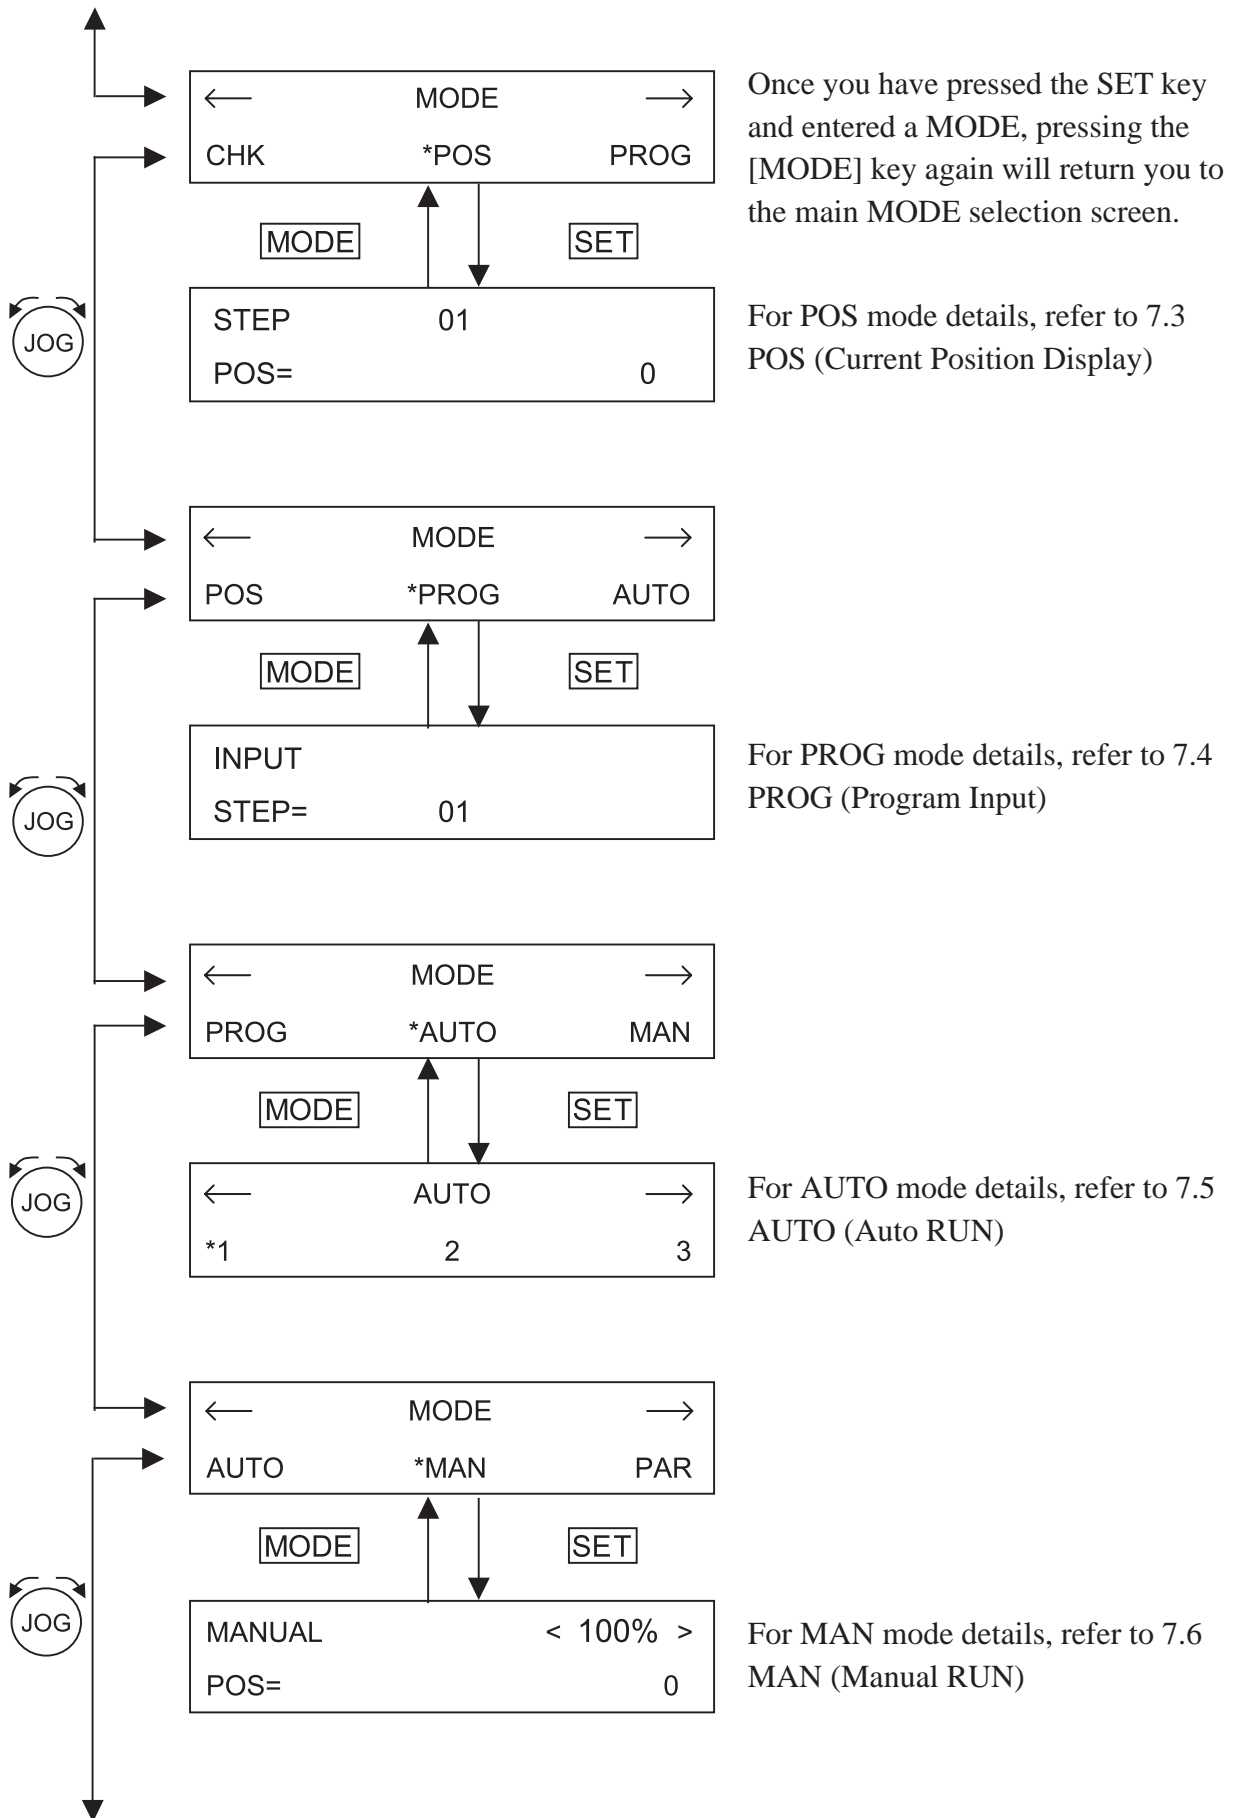 ← MODE →
CHK *POS PROG
Once you have pressed the SET key
and entered a MODE, pressing the
[MODE] key again will return you to
the main MODE selection screen.
MODE SET
JOG
STEP 01
POS= 0
For POS mode details, refer to 7.3
POS (Current Position Display)
← MODE →
POS *PROG AUTO
MODE SET
JOG
INPUT
STEP= 01
For PROG mode details, refer to 7.4
PROG (Program Input)
← MODE →
PROG *AUTO MAN
MODE SET
JOG
← AUTO →
*1 2 3
For AUTO mode details, refer to 7.5
AUTO (Auto RUN)
← MODE →
AUTO *MAN PAR
MODE SET
JOG
MANUAL < 100% >
POS= 0
For MAN mode details, refer to 7.6
MAN (Manual RUN)